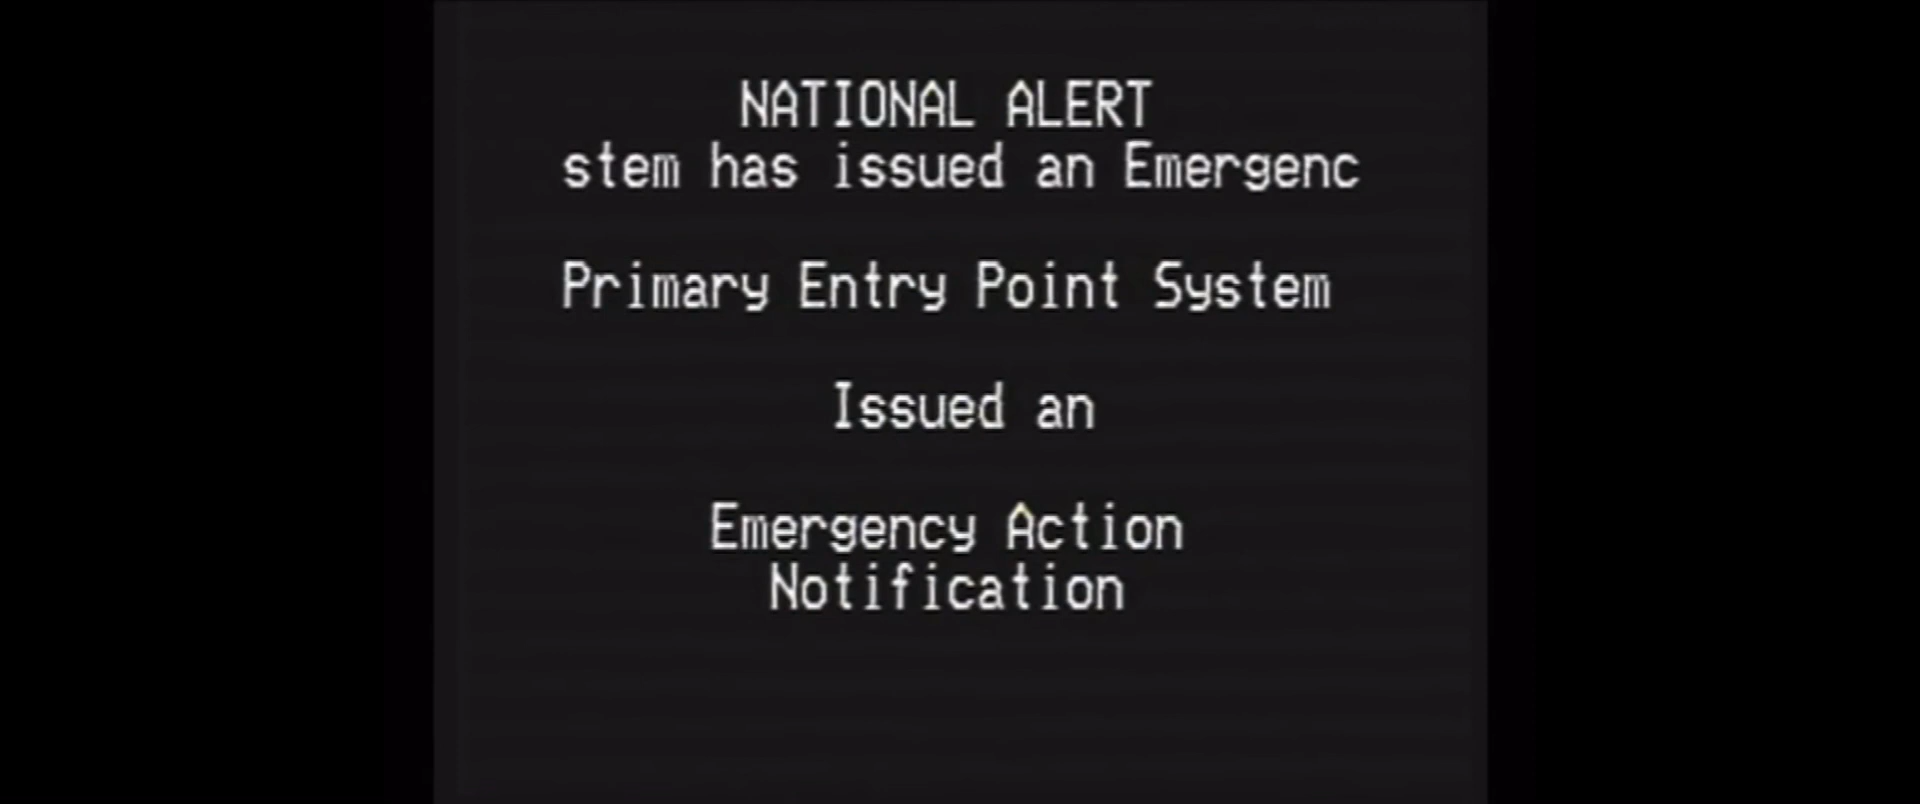 NATIONAL ALERT
stem has issued an Emergenc
Primary Entry Point System
Issued an
Emergency Action
Notification